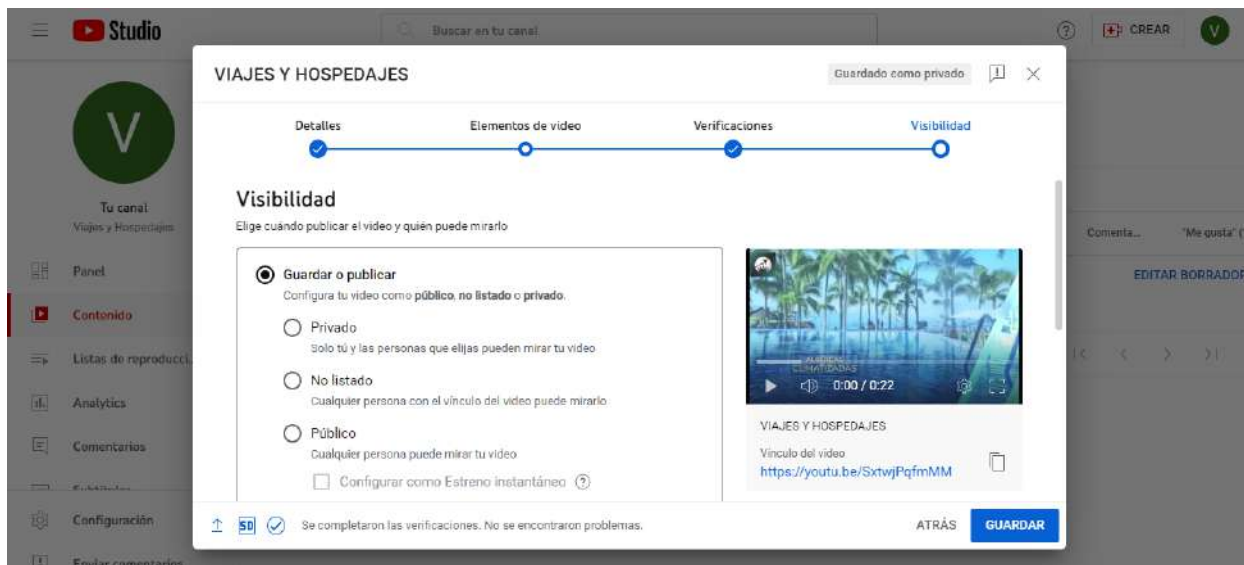 Studio
Buscar en tu canal
CREAR
V
VIAJES Y HOSPEDAJES
Guardado como privado
Detalles
Elementos de video
Verificaciones
Visibilidad
V
Tu canal
Viajes y Hospedajes
Visibilidad
Elige cuándo publicar el video y quién puede mirarlo
Comenta...
"Me gusta" (
Panel
Guardar o publicar
EDITAR BORRADOR
Configura tu video como público, no listado o privado.
Contenido
Privado
Solo tú y las personas que elijas pueden mirar tu video
Listas de reproducci...
ALBERCAS
CLIMATIZADAS
No listado
0:00 / 0:22
Cualquier persona con el vínculo del video puede mirarlo
Analytics
VIAJES Y HOSPEDAJES
Público
Comentarios
Cualquier persona puede mirar tu video
Vínculo del video
https://youtu.be/SxtwjPqfmMM
Configurar como Estreno instantáneo
Subtítulos
Configuración
SD
Se completaron las verificaciones. No se encontraron problemas.
ATRÁS
GUARDAR
Enviar comentarios